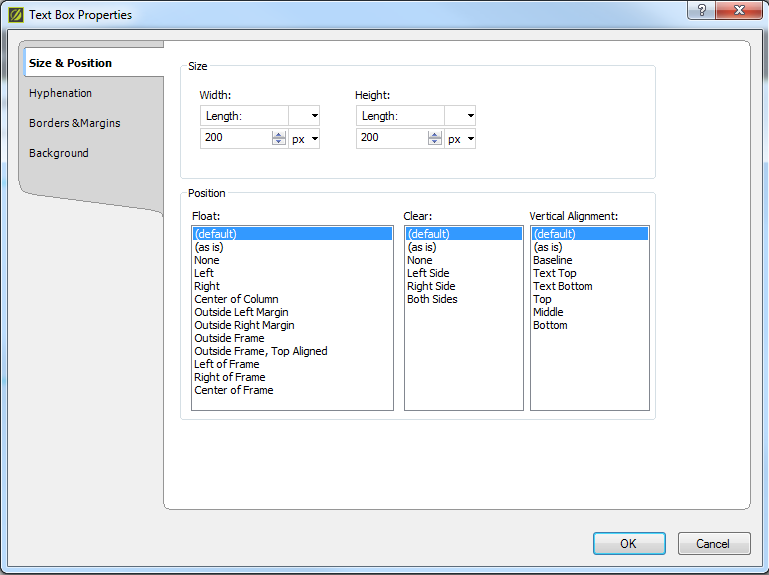 Text Box Properties
?
Size & Position
Hyphenation
Borders &Margins
Background
Size
Width: Height:
Length: Length:
200 px 200 px
Position
Float: Clear: Vertical Alignment:
(default) (default) (default)
(as is) (as is) (as is)
None None Baseline
Left Left Side Text Top
Right Right Side Text Bottom
Center of Column Both Sides Top
Outside Left Margin Middle
Outside Right Margin Bottom
Outside Frame
Outside Frame, Top Aligned
Left of Frame
Right of Frame
Center of Frame
OK Cancel